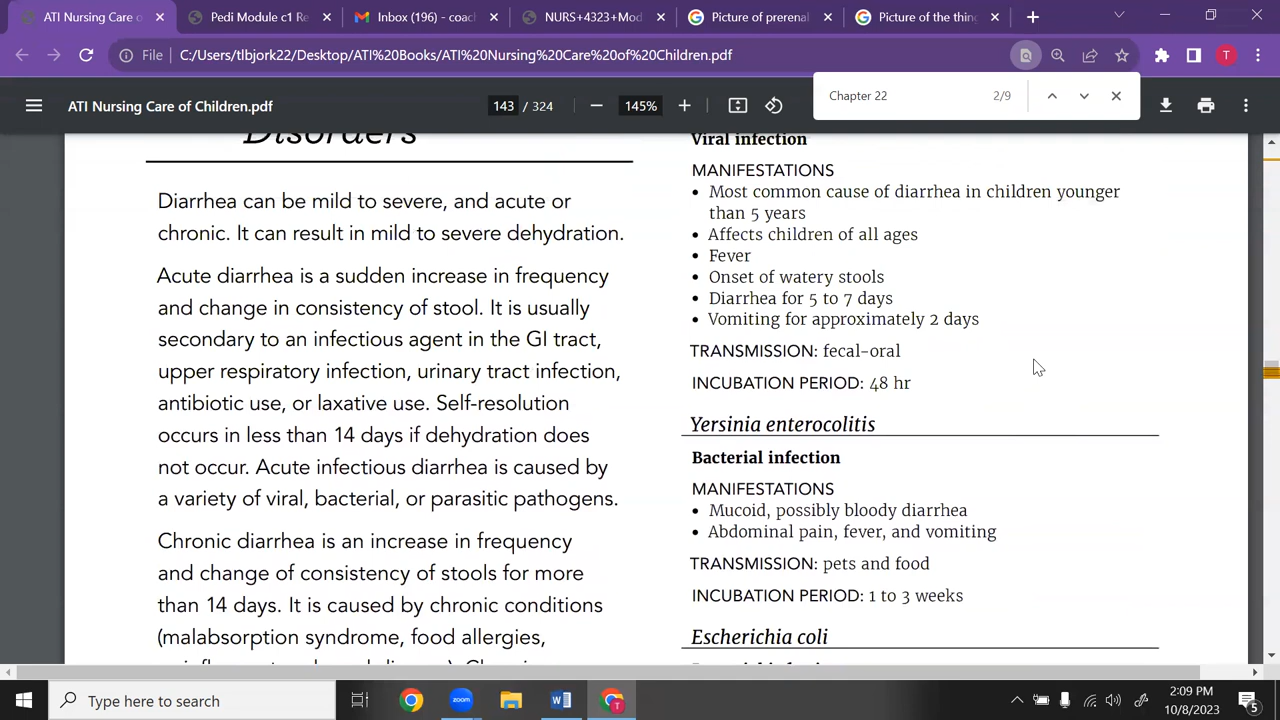 ATI Nursing Care of
Pedi Module c1 Re
Inbox (196) - coac
NURS+4323+Mod
Picture of prerenal
Picture of the thing
File
C:/Users/tlbjork22/Desktop/ATI%20Books/ATI%20Nursing%20Care%20of%20Children.pdf
T
ATI Nursing Care of Children.pdf
143 / 324
145%
Chapter 22
2/9
Disorders
Diarrhea can be mild to severe, and acute or
chronic. It can result in mild to severe dehydration.
Acute diarrhea is a sudden increase in frequency
and change in consistency of stool. It is usually
secondary to an infectious agent in the GI tract,
upper respiratory infection, urinary tract infection,
antibiotic use, or laxative use. Self-resolution
occurs in less than 14 days if dehydration does
not occur. Acute infectious diarrhea is caused by
a variety of viral, bacterial, or parasitic pathogens.
Chronic diarrhea is an increase in frequency
and change of consistency of stools for more
than 14 days. It is caused by chronic conditions
(malabsorption syndrome, food allergies,
Viral infection
MANIFESTATIONS
• Most common cause of diarrhea in children younger
than 5 years
• Affects children of all ages
• Fever
• Onset of watery stools
• Diarrhea for 5 to 7 days
• Vomiting for approximately 2 days
TRANSMISSION: fecal-oral
INCUBATION PERIOD: 48 hr
Yersinia enterocolitis
Bacterial infection
MANIFESTATIONS
• Mucoid, possibly bloody diarrhea
• Abdominal pain, fever, and vomiting
TRANSMISSION: pets and food
INCUBATION PERIOD: 1 to 3 weeks
Escherichia coli
Type here to search
zoom
T
2:09 PM
10/8/2023
5